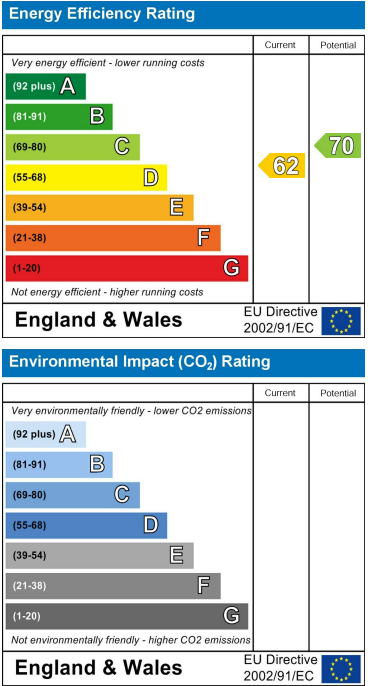 Energy Efficiency Rating
Current Potential
Very energy efficient - lower running costs
(92 plus) A
(81-91) B
(69-80) C
(55-68) D
(39-54) E
(21-38) F
(1-20) G
62
70
Not energy efficient - higher running costs
England & Wales
EU Directive
2002/91/EC
Environmental Impact (CO₂) Rating
Current Potential
Very environmentally friendly - lower CO2 emissions
(92 plus) A
(81-91) B
(69-80) C
(55-68) D
(39-54) E
(21-38) F
(1-20) G
Not environmentally friendly - higher CO2 emissions
England & Wales
EU Directive
2002/91/EC